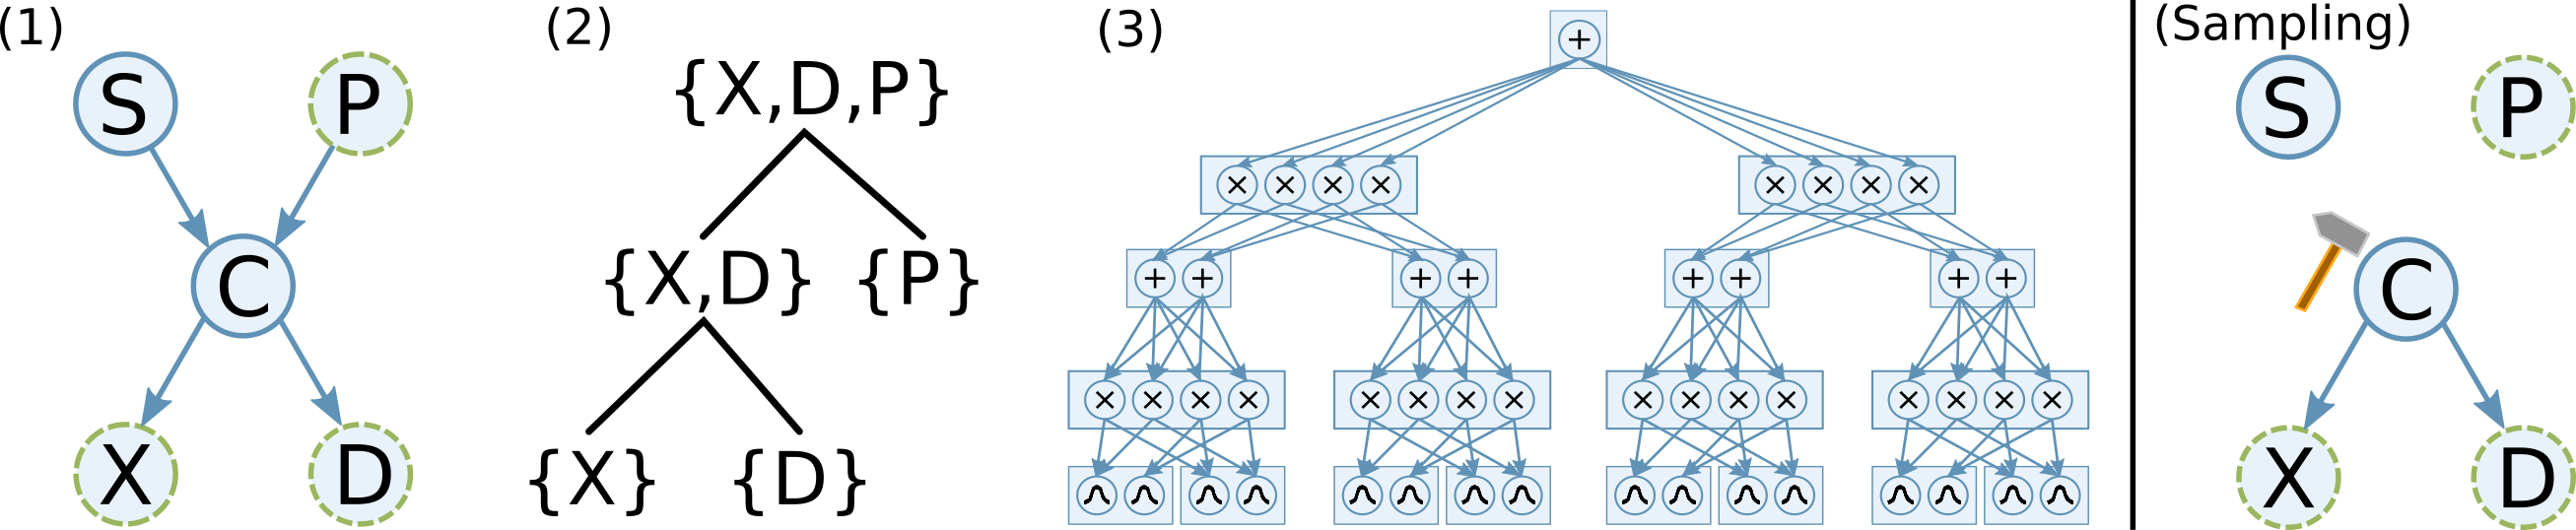 (1)
S
P
C
X
D
(2)
{X,D,P}
{X,D} {P}
{X} {D}
(3)
+
× × × × × × × ×
+ + + + + + + +
× × × × × × × × × × × × × × × ×
(Sampling)
S
P
C
X
D